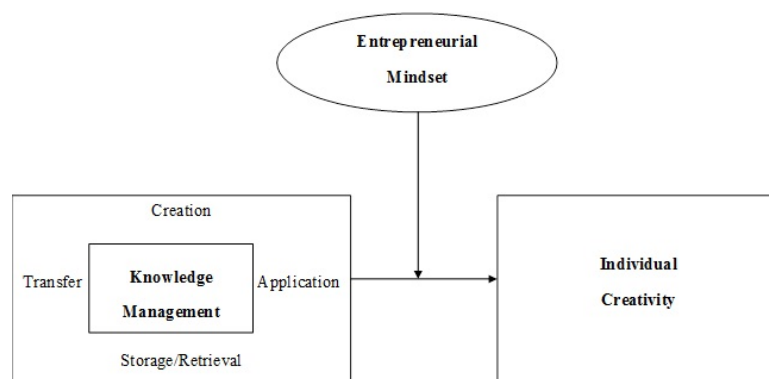 Entrepreneurial
Mindset
Creation
Transfer
Knowledge
Management
Application
Storage/Retrieval
Individual
Creativity